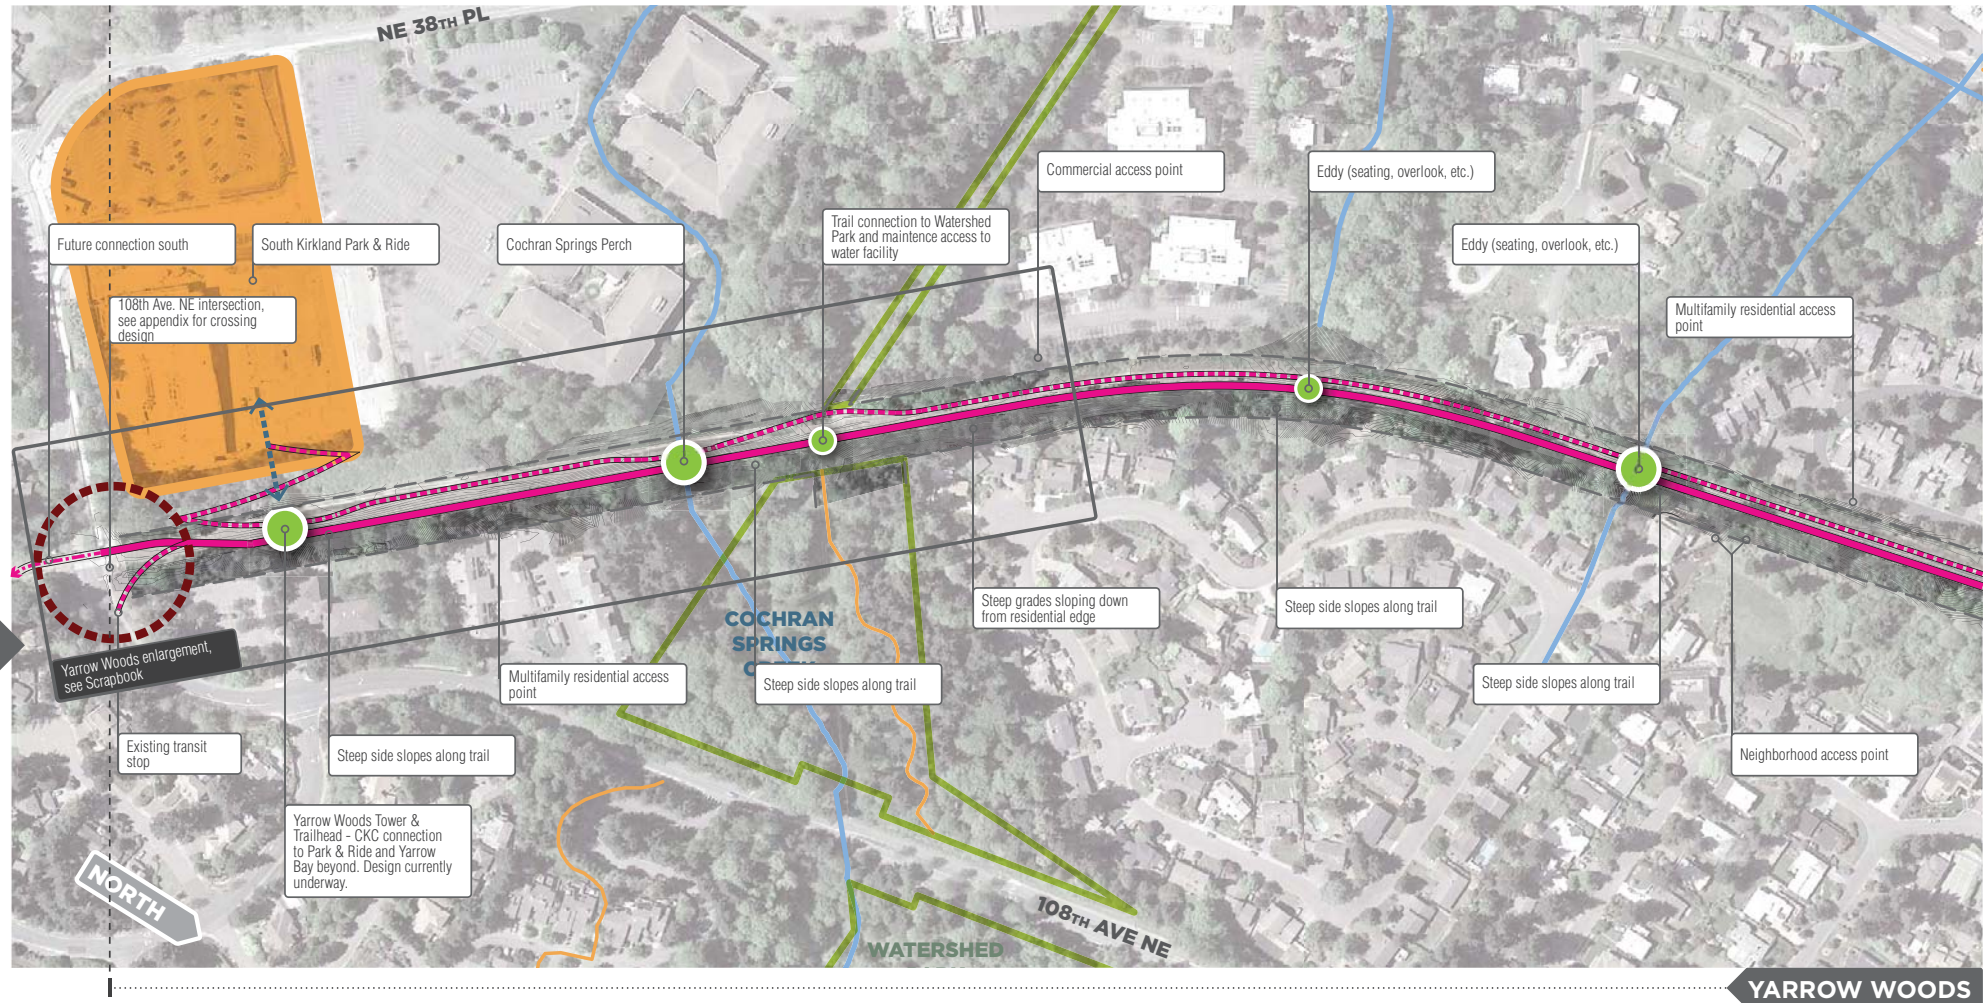 NE 38TH PL
Commercial access point
Eddy (seating, overlook, etc.)
Future connection south
South Kirkland Park & Ride
Cochran Springs Perch
Trail connection to Watershed
Park and maintence access to
water facility
Eddy (seating, overlook, etc.)
108th Ave. NE intersection,
see appendix for crossing
design
Multifamily residential access
point
Steep grades sloping down
from residential edge
Steep side slopes along trail
COCHRAN
SPRINGS
CREEK
Yarrow Woods enlargement,
see Scrapbook
Multifamily residential access
point
Steep side slopes along trail
Steep side slopes along trail
Existing transit
stop
Steep side slopes along trail
Neighborhood access point
Yarrow Woods Tower &
Trailhead - CKC connection
to Park & Ride and Yarrow
Bay beyond. Design currently
underway.
NORTH
108TH AVE NE
WATERSHED
YARROW WOODS